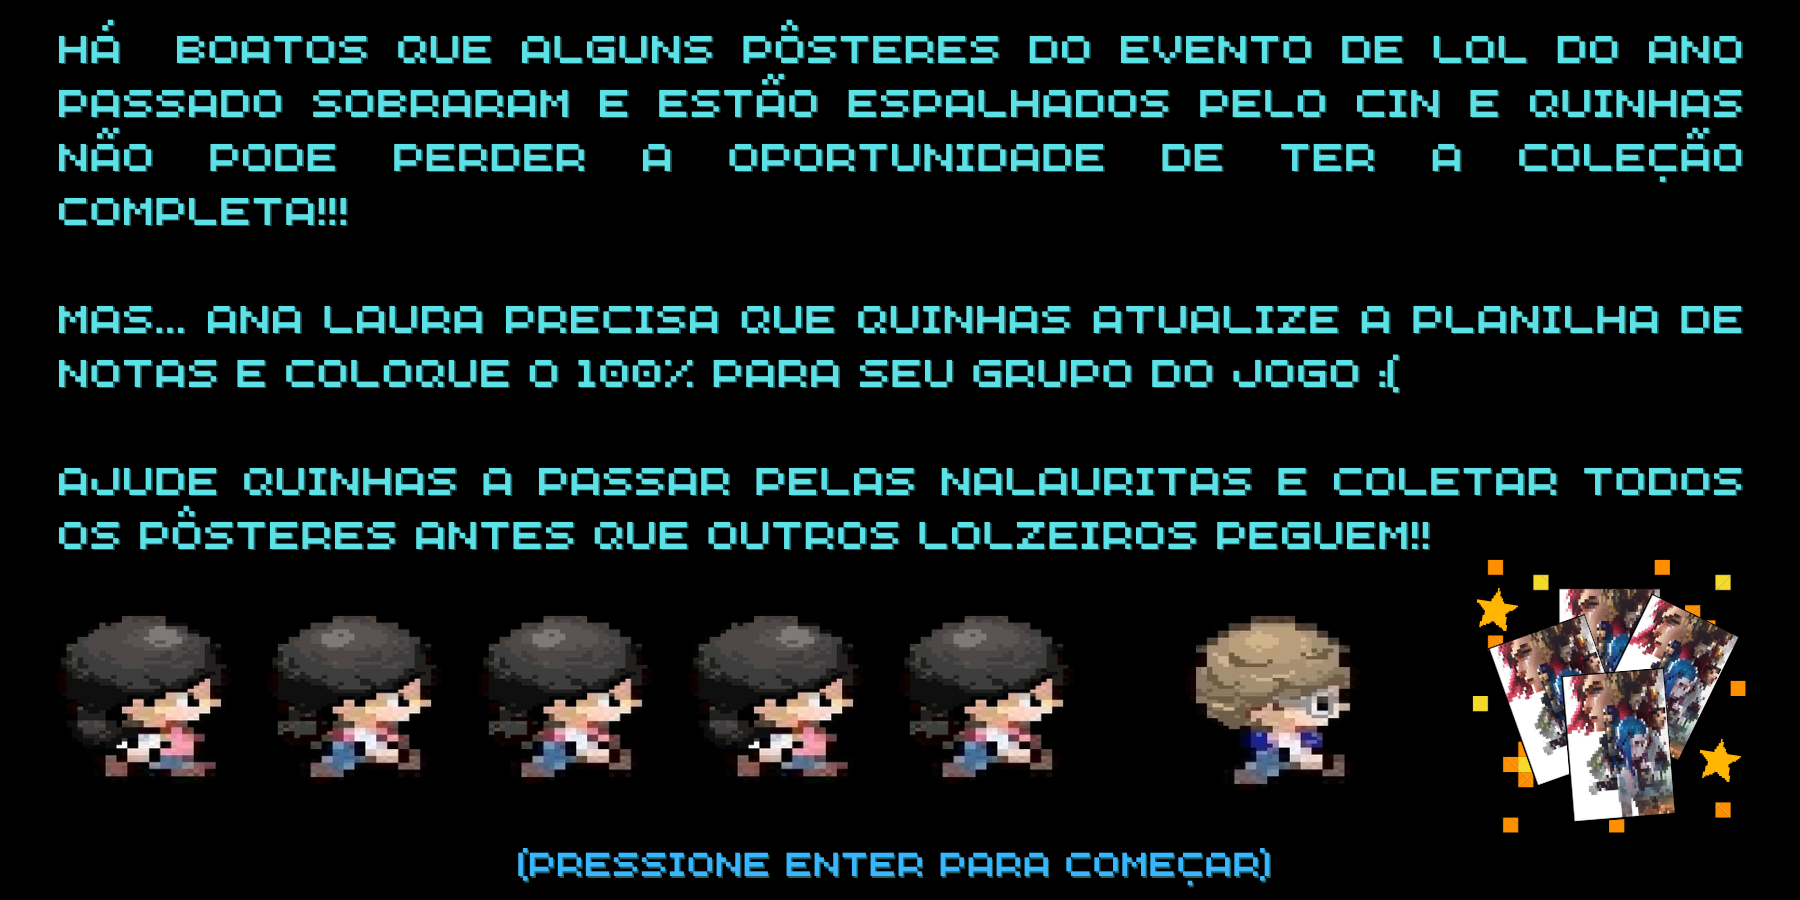 HÁ BOATOS QUE ALGUNS PÔSTERES DO EVENTO DE LOL DO ANO
PASSADO SOBRARAM E ESTÃO ESPALHADOS PELO CIN E QUINHAS
NÃO PODE PERDER A OPORTUNIDADE DE TER A COLEÇÃO
COMPLETA!!!
MAS... ANA LAURA PRECISA QUE QUINHAS ATUALIZE A PLANILHA DE
NOTAS E COLOQUE O 100% PARA SEU GRUPO DO JOGO :(
AJUDE QUINHAS A PASSAR PELAS NALAURITAS E COLETAR TODOS
OS PÔSTERES ANTES QUE OUTROS LOLZEIROS PEGUEM!!
(PRESSIONE ENTER PARA COMEÇAR)